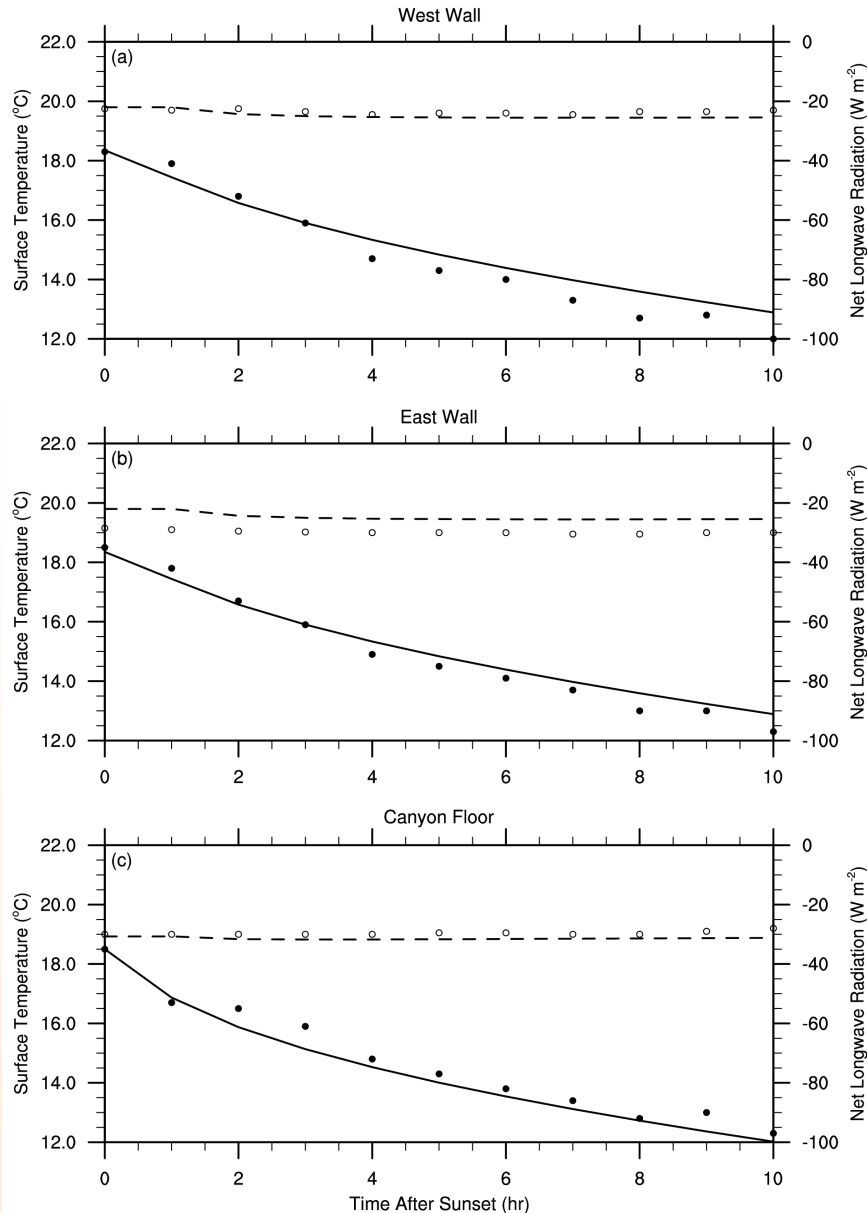 West Wall
(a)
22.0
20.0
18.0
16.0
14.0
12.0
Surface Temperature (°C)
0
-20
-40
-60
-80
-100
Net Longwave Radiation (W m⁻²)
0 2 4 6 8 10
East Wall
(b)
22.0
20.0
18.0
16.0
14.0
12.0
Surface Temperature (°C)
0
-20
-40
-60
-80
-100
Net Longwave Radiation (W m⁻²)
0 2 4 6 8 10
Canyon Floor
(c)
22.0
20.0
18.0
16.0
14.0
12.0
Surface Temperature (°C)
0
-20
-40
-60
-80
-100
Net Longwave Radiation (W m⁻²)
0 2 4 6 8 10
Time After Sunset (hr)